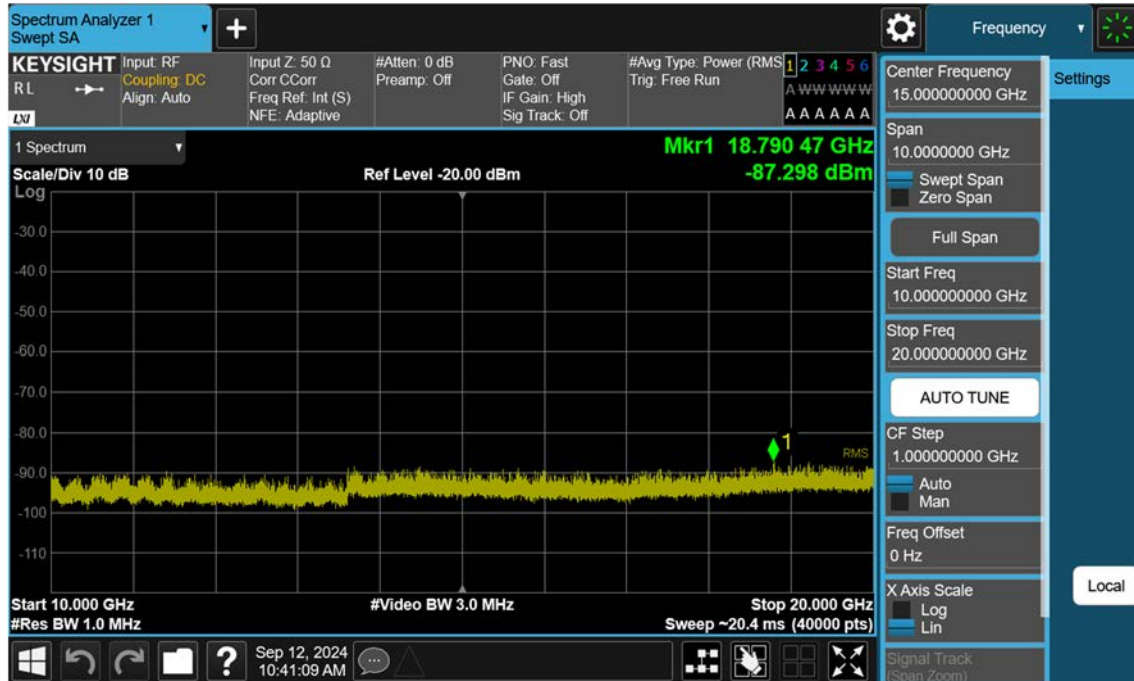 Spectrum Analyzer 1
Swept SA
Frequency
KEYSIGHT
R L
LXI
Input: RF
Coupling: DC
Align: Auto
Input Z: 50 Ω
Corr CCorr
Freq Ref: Int (S)
NFE: Adaptive
#Atten: 0 dB
Preamp: Off
PNO: Fast
Gate: Off
IF Gain: High
Sig Track: Off
#Avg Type: Power (RMS
Trig: Free Run
1 2 3 4 5 6
A W W W W W
A A A A A A
1 Spectrum
Scale/Div 10 dB
Ref Level -20.00 dBm
Mkr1 18.790 47 GHz
-87.298 dBm
Log
-30.0
-40.0
-50.0
-60.0
-70.0
-80.0
-90.0
-100
-110
1
RMS
Start 10.000 GHz
#Res BW 1.0 MHz
#Video BW 3.0 MHz
Stop 20.000 GHz
Sweep ~20.4 ms (40000 pts)
Center Frequency
15.000000000 GHz
Span
10.0000000 GHz
Swept Span
Zero Span
Full Span
Start Freq
10.000000000 GHz
Stop Freq
20.000000000 GHz
AUTO TUNE
CF Step
1.000000000 GHz
Auto
Man
Freq Offset
0 Hz
X Axis Scale
Log
Lin
Signal Track
(Span Zoom)
Settings
Local
?
Sep 12, 2024
10:41:09 AM